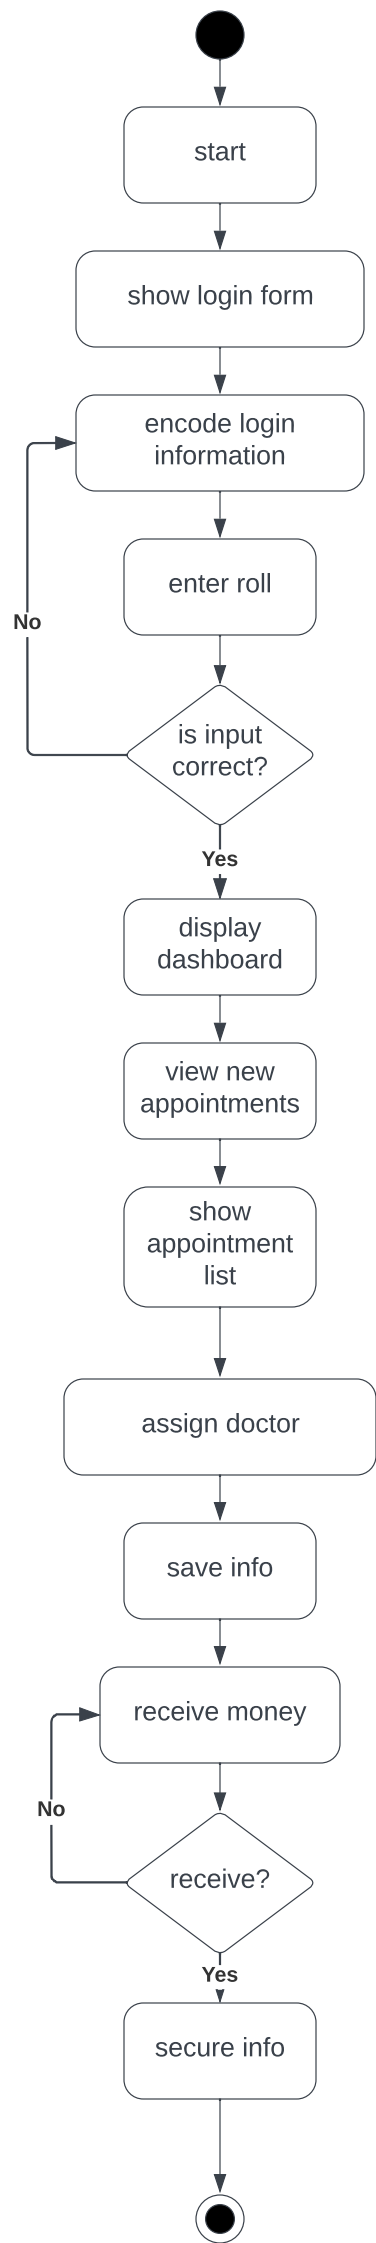 start
show login form
encode login
information
enter roll
No
is input
correct?
Yes
display
dashboard
view new
appointments
show
appointment
list
assign doctor
save info
receive money
No
receive?
Yes
secure info